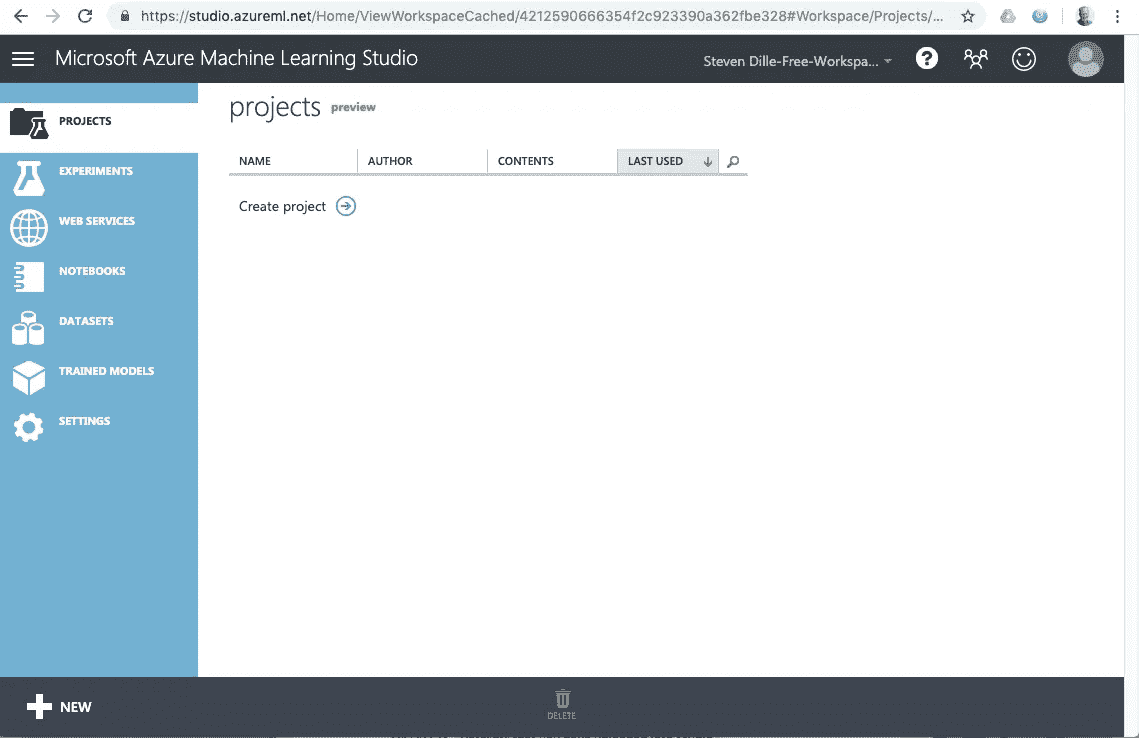 https://studio.azureml.net/Home/ViewWorkspaceCached/4212590666354f2c923390a362fbe328#Workspace/Projects/...
Microsoft Azure Machine Learning Studio
Steven Dille-Free-Workspa...
PROJECTS
EXPERIMENTS
WEB SERVICES
NOTEBOOKS
DATASETS
TRAINED MODELS
SETTINGS
projects preview
NAME AUTHOR CONTENTS LAST USED
Create project
NEW
DELETE